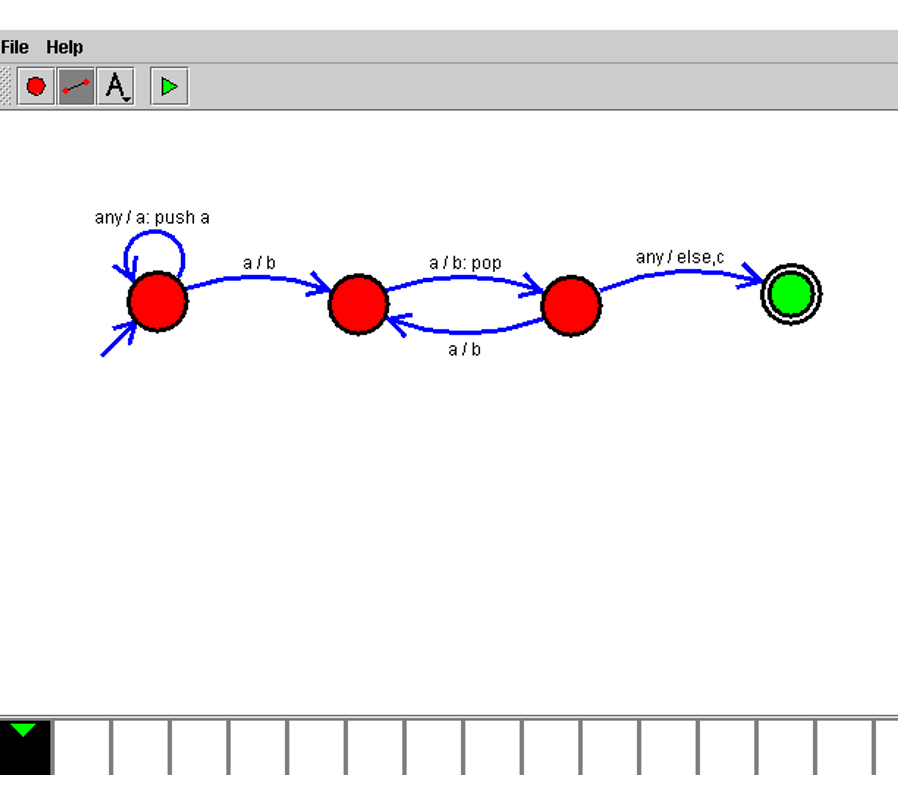 File Help
A
any / a: push a
a / b
a / b: pop
any / else,c
a / b